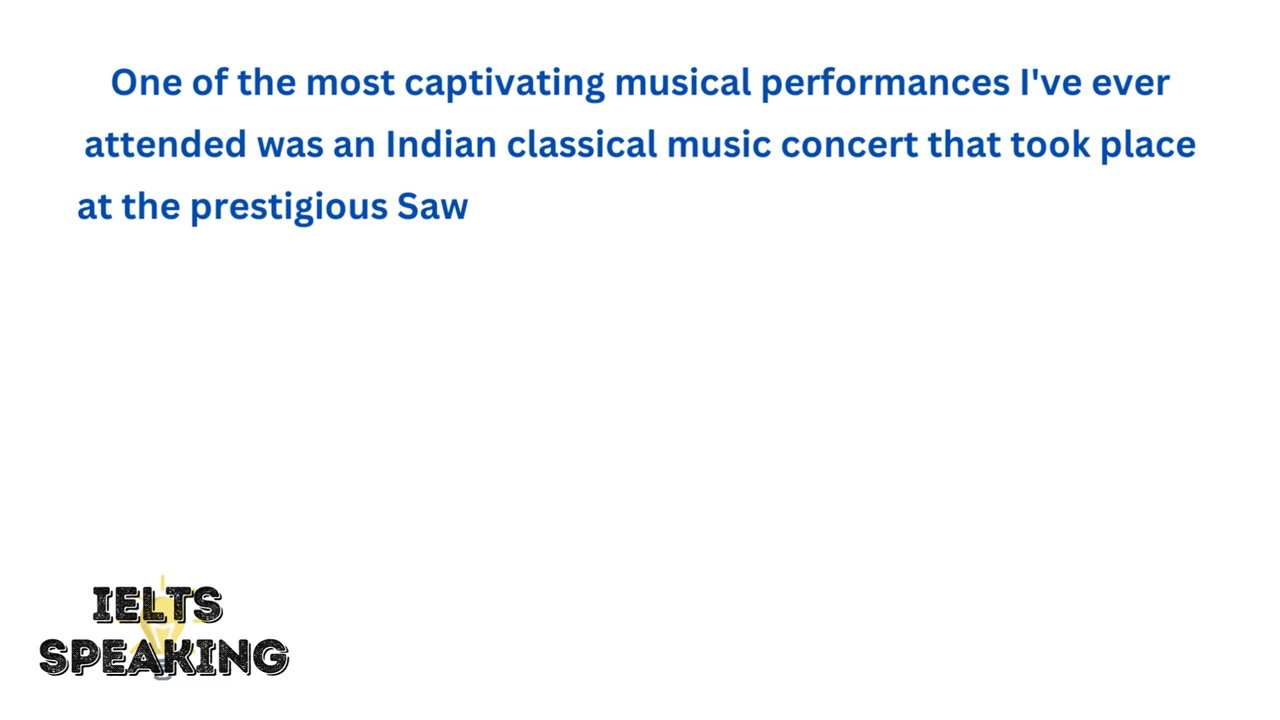 One of the most captivating musical performances I've ever
attended was an Indian classical music concert that took place
at the prestigious Saw
IELTS
SPEAKING